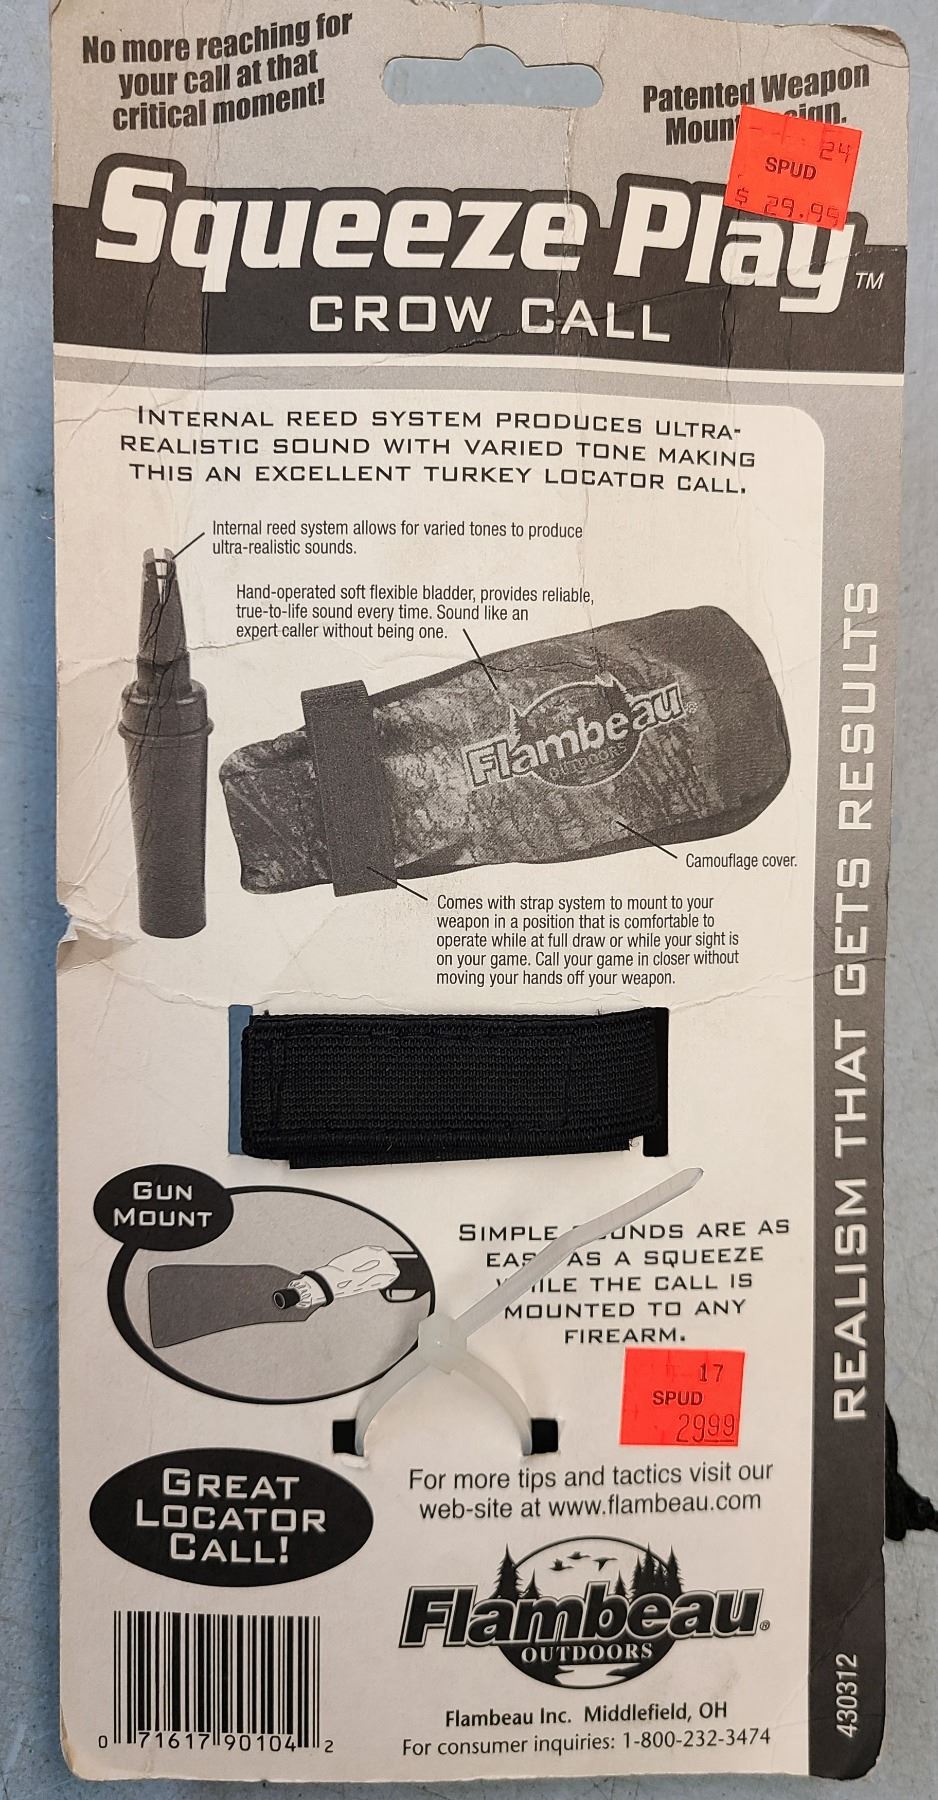 No more reaching for
your call at that
critical moment!
Patented Weapon
24
SPUD
$ 29.99
Squeeze Play™
CROW CALL
INTERNAL REED SYSTEM PRODUCES ULTRA-
REALISTIC SOUND WITH VARIED TONE MAKING
THIS AN EXCELLENT TURKEY LOCATOR CALL.
Internal reed system allows for varied tones to produce
ultra-realistic sounds.
Hand-operated soft flexible bladder, provides reliable,
true-to-life sound every time. Sound like an
expert caller without being one.
Flambeau®
OUTDOORS
Camouflage cover.
Comes with strap system to mount to your
weapon in a position that is comfortable to
operate while at full draw or while your sight is
on your game. Call your game in closer without
moving your hands off your weapon.
REALISM THAT GETS RESULTS
GUN
MOUNT
SIMPLE ARE AS
AS A SQUEEZE
THE CALL IS
MOUNTED TO ANY
FIREARM.
17
SPUD
2999
GREAT
LOCATOR
CALL!
For more tips and tactics visit our
web-site at www.flambeau.com
Flambeau®
OUTDOORS
Flambeau Inc. Middlefield, OH
For consumer inquiries: 1-800-232-3474
0 71617 90104 2
430312